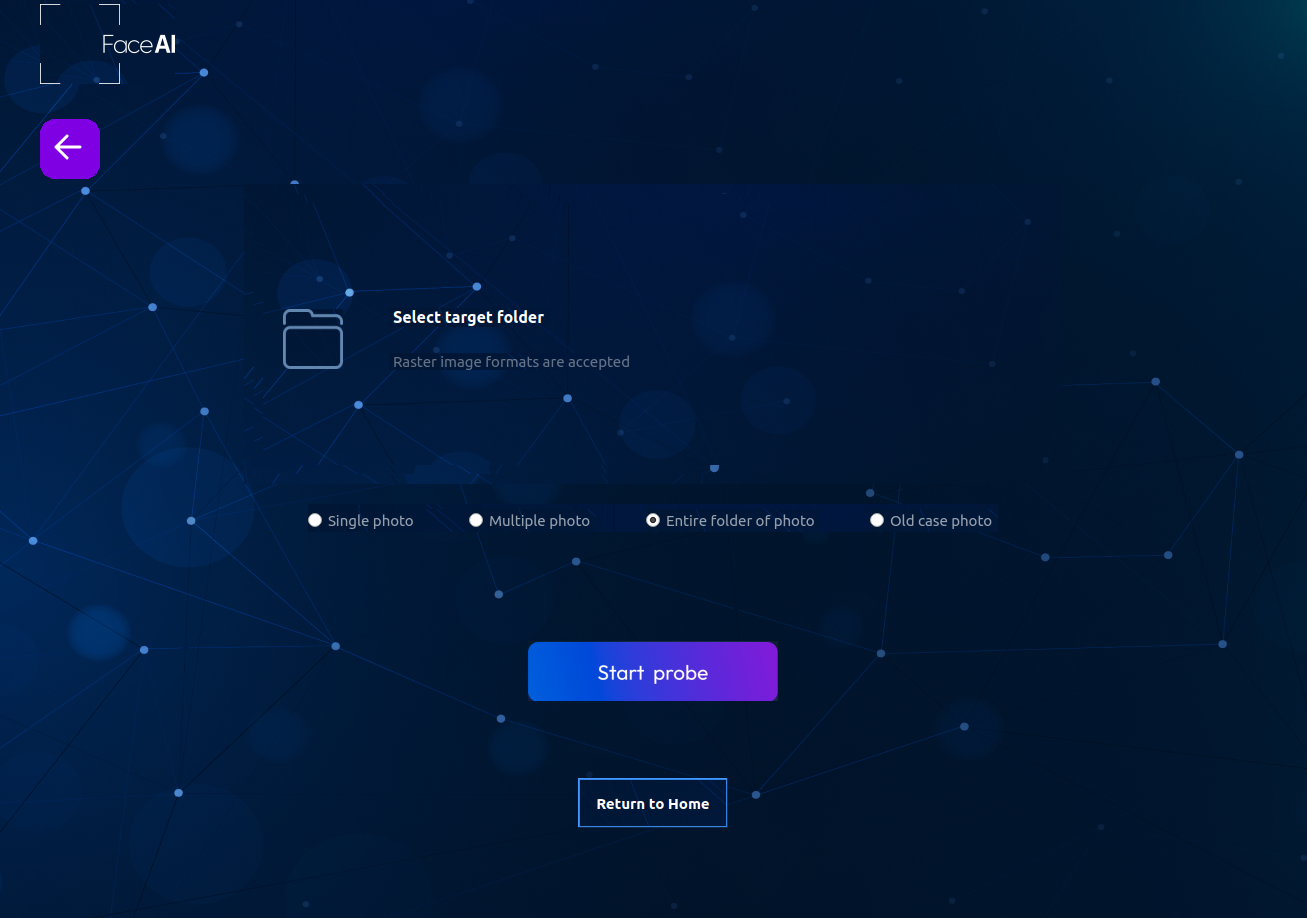 FaceAI
Select target folder
Raster image formats are accepted
Single photo
Multiple photo
Entire folder of photo
Old case photo
Start probe
Return to Home